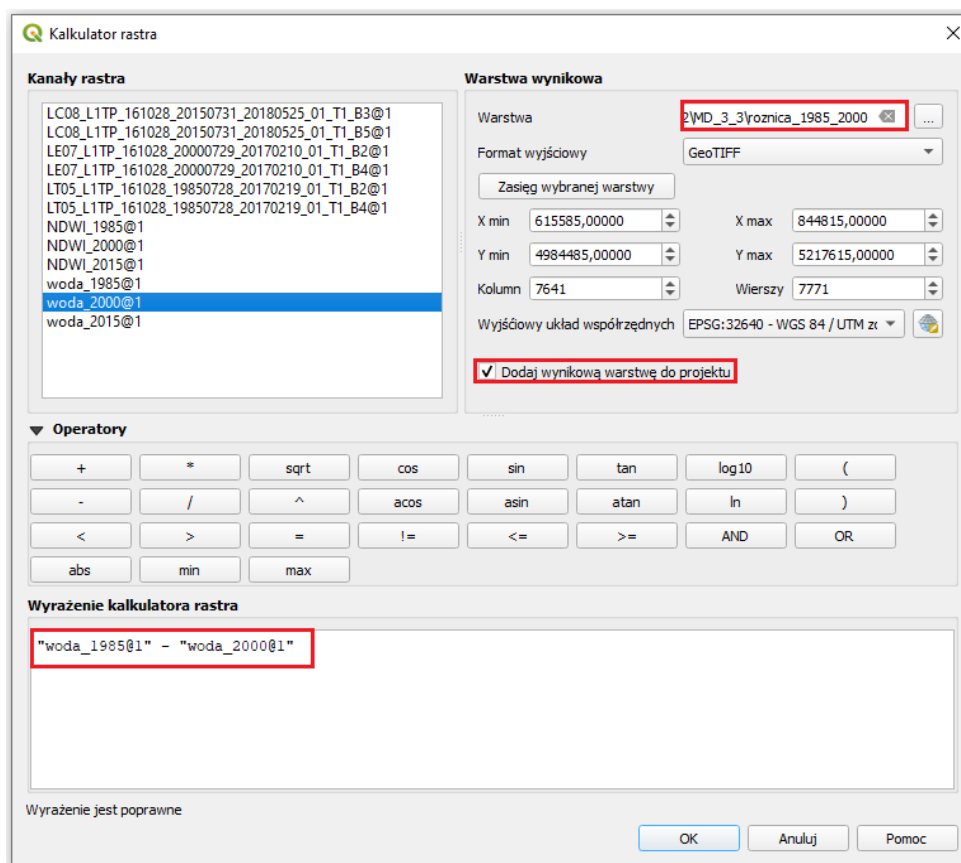 Kalkulator rastra
Kanały rastra
LC08_L1TP_161028_20150731_20180525_01_T1_B3@1
LC08_L1TP_161028_20150731_20180525_01_T1_B5@1
LE07_L1TP_161028_20000729_20170210_01_T1_B2@1
LE07_L1TP_161028_20000729_20170210_01_T1_B4@1
LT05_L1TP_161028_19850728_20170219_01_T1_B2@1
LT05_L1TP_161028_19850728_20170219_01_T1_B4@1
NDWI_1985@1
NDWI_2000@1
NDWI_2015@1
woda_1985@1
woda_2000@1
woda_2015@1
Warstwa wynikowa
Warstwa 2\MD_3_3\roznica_1985_2000 ...
Format wyjściowy GeoTIFF
Zasięg wybranej warstwy
X min 615585,00000 X max 844815,00000
Y min 4984485,00000 Y max 5217615,00000
Kolumn 7641 Wierszy 7771
Wyjśćiowy układ współrzędnych EPSG:32640 - WGS 84 / UTM zc
Dodaj wynikową warstwę do projektu
Operatory
+ * sqrt cos sin tan log10 (
- / ^ acos asin atan ln )
< > = != <= >= AND OR
abs min max
Wyrażenie kalkulatora rastra
"woda_1985@1" - "woda_2000@1"
Wyrażenie jest poprawne
OK Anuluj Pomoc